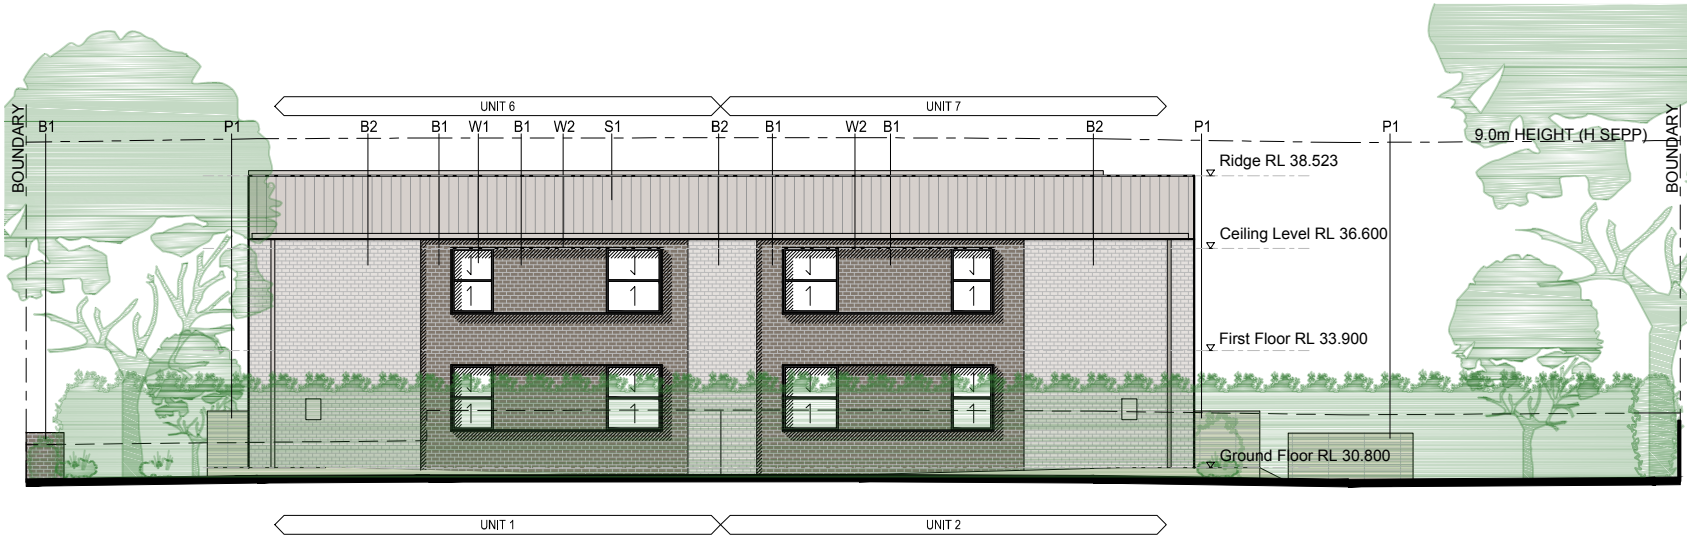 UNIT 6
UNIT 7
BOUNDARY
B1
P1
B2
B1
W1
B1
W2
S1
B2
B1
W2
B1
B2
P1
P1
9.0m HEIGHT (H SEPP)
BOUNDARY
Ridge RL 38.523
Ceiling Level RL 36.600
First Floor RL 33.900
Ground Floor RL 30.800
UNIT 1
UNIT 2